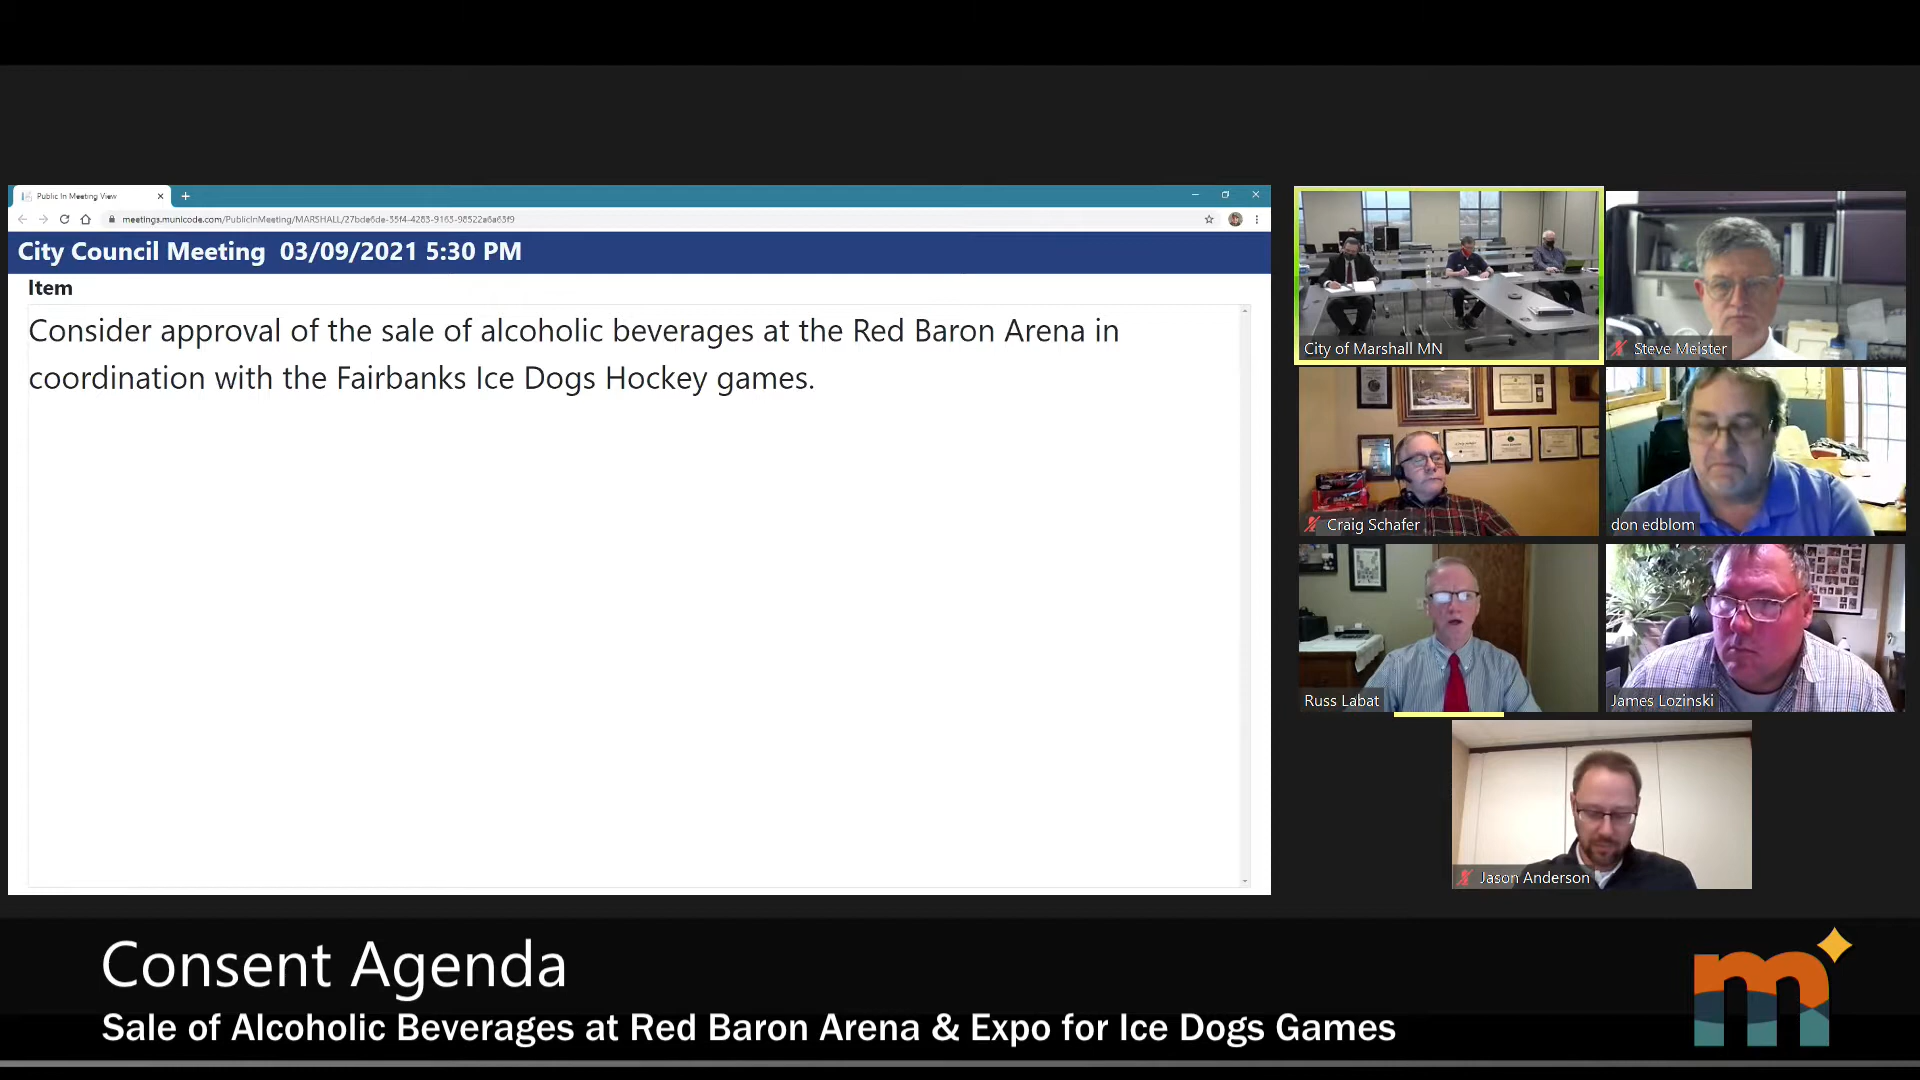 Public In Meeting View
meetings.municode.com/PublicInMeeting/MARSHALL/27bde6de-35f4-4283-9163-98522a6a63f9
City Council Meeting 03/09/2021 5:30 PM
Item
Consider approval of the sale of alcoholic beverages at the Red Baron Arena in
coordination with the Fairbanks Ice Dogs Hockey games.
City of Marshall MN
Steve Meister
Craig Schafer
don edblom
Russ Labat
James Lozinski
Jason Anderson
Consent Agenda
Sale of Alcoholic Beverages at Red Baron Arena & Expo for Ice Dogs Games
m